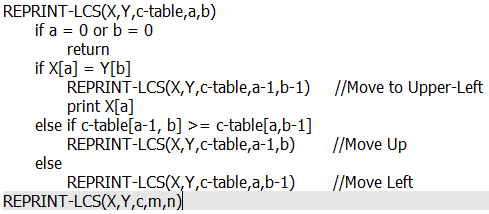 REPRINT-LCS(X,Y,c-table,a,b)
if a = 0 or b = 0
return
if X[a] = Y[b]
REPRINT-LCS(X,Y,c-table,a-1,b-1) //Move to Upper-Left
print X[a]
else if c-table[a-1, b] >= c-table[a,b-1]
REPRINT-LCS(X,Y,c-table,a-1,b) //Move Up
else
REPRINT-LCS(X,Y,c-table,a,b-1) //Move Left
REPRINT-LCS(X,Y,c,m,n)